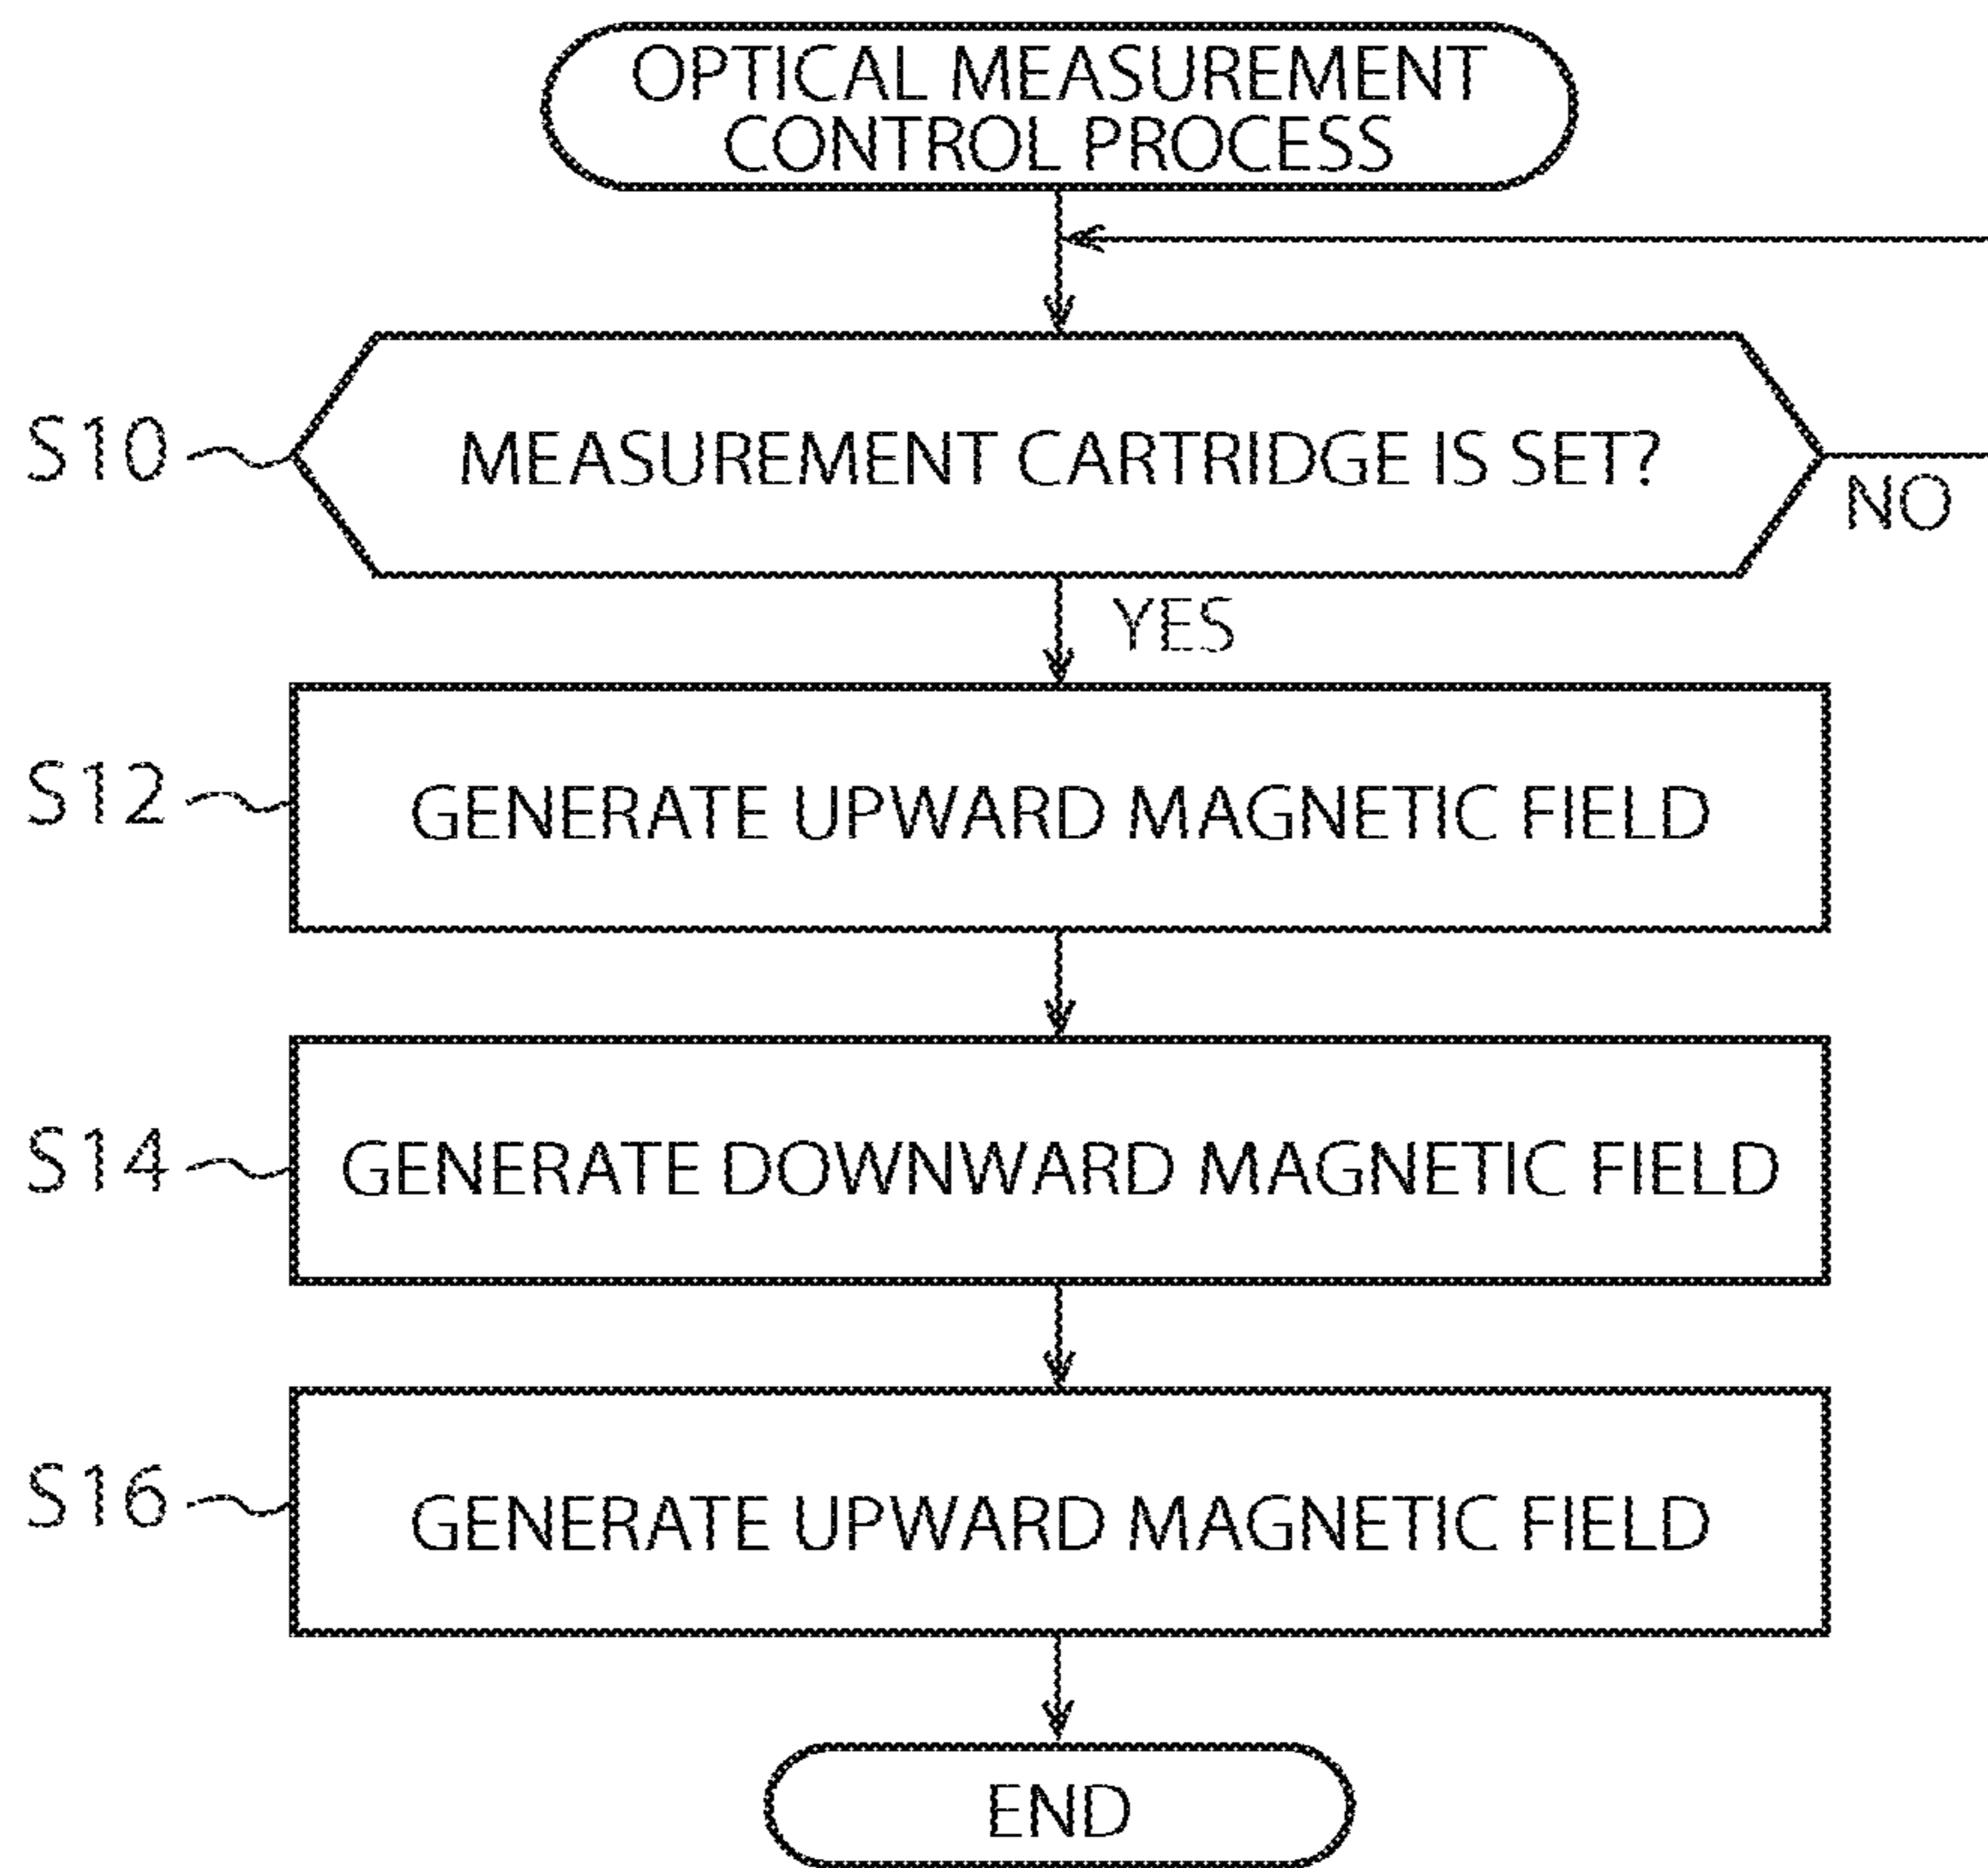 OPTICAL MEASUREMENT
CONTROL PROCESS
S10
MEASUREMENT CARTRIDGE IS SET?
NO
YES
S12
GENERATE UPWARD MAGNETIC FIELD
S14
GENERATE DOWNWARD MAGNETIC FIELD
S16
GENERATE UPWARD MAGNETIC FIELD
END